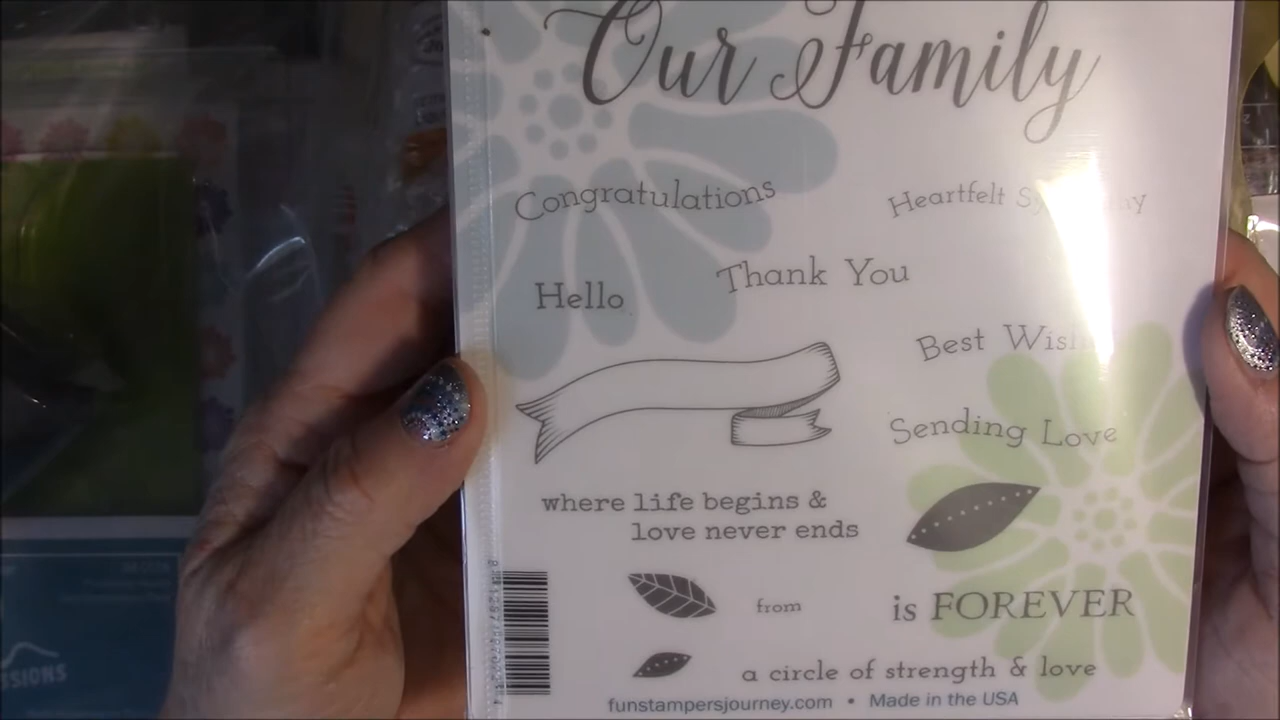 Our Family
Congratulations
Heartfelt
Hello
Thank You
Best
Sending Love
where life begins &
love never ends
from
is FOREVER
a circle of strength & love
funstampersjourney.com • Made in the USA